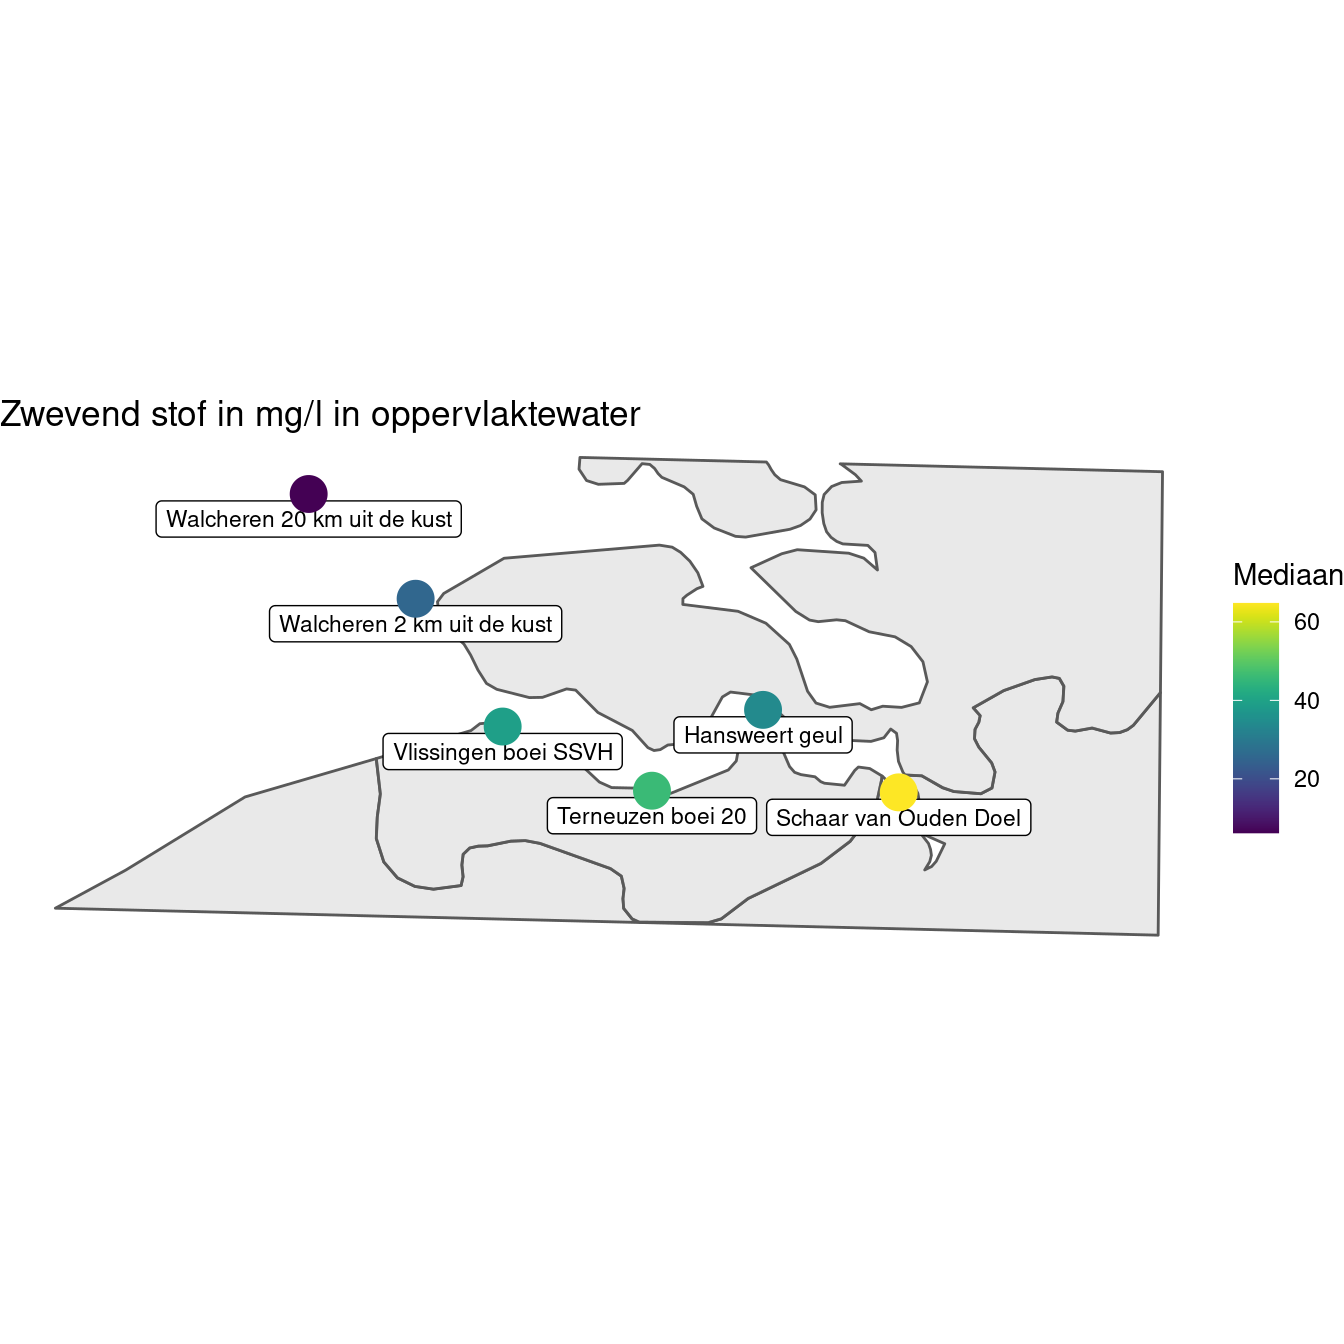 Zwevend stof in mg/l in oppervlaktewater
Walcheren 20 km uit de kust
Walcheren 2 km uit de kust
Vlissingen boei SSVH
Hansweert geul
Terneuzen boei 20
Schaar van Ouden Doel
Mediaan
60
40
20